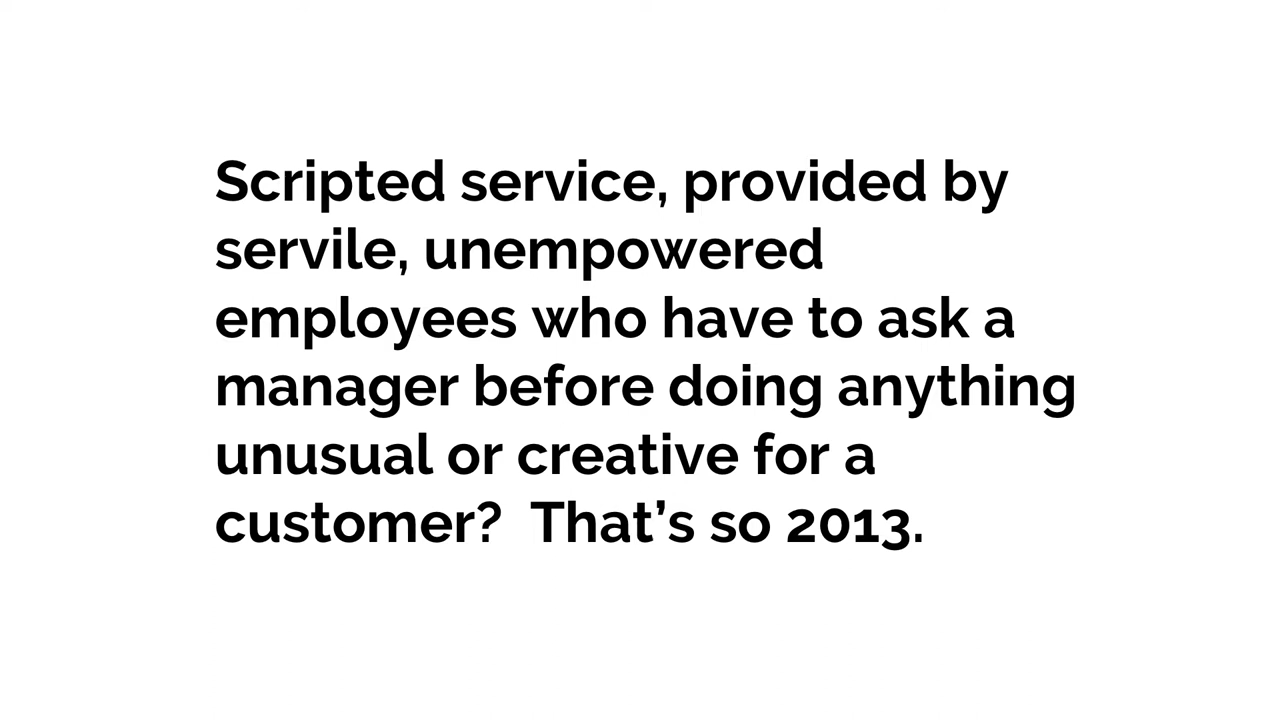 Scripted service, provided by
servile, unempowered
employees who have to ask a
manager before doing anything
unusual or creative for a
customer?  That’s so 2013.